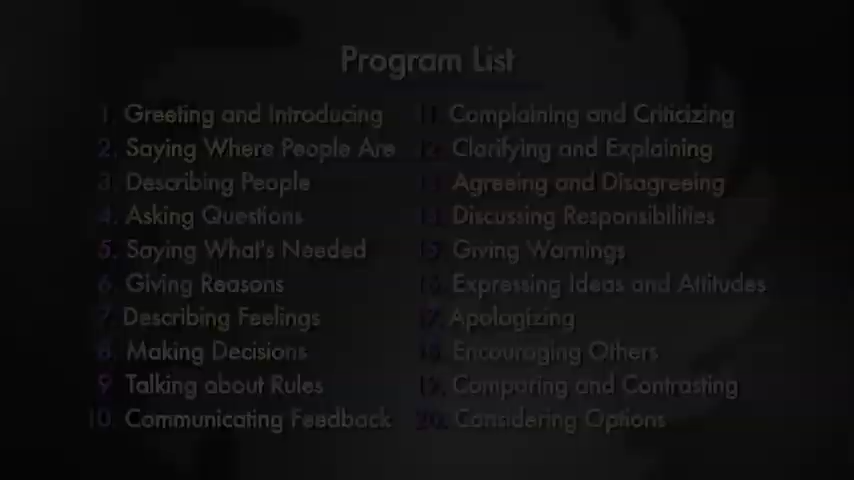 Program List
1. Greeting and Introducing
2. Saying Where People Are
3. Describing People
4. Asking Questions
5. Saying What's Needed
6. Giving Reasons
7. Describing Feelings
8. Making Decisions
9. Talking about Rules
10. Communicating Feedback
11. Complaining and Criticizing
12. Clarifying and Explaining
13. Agreeing and Disagreeing
14. Discussing Responsibilities
15. Giving Warnings
16. Expressing Ideas and Attitudes
17. Apologizing
18. Encouraging Others
19. Comparing and Contrasting
20. Considering Options